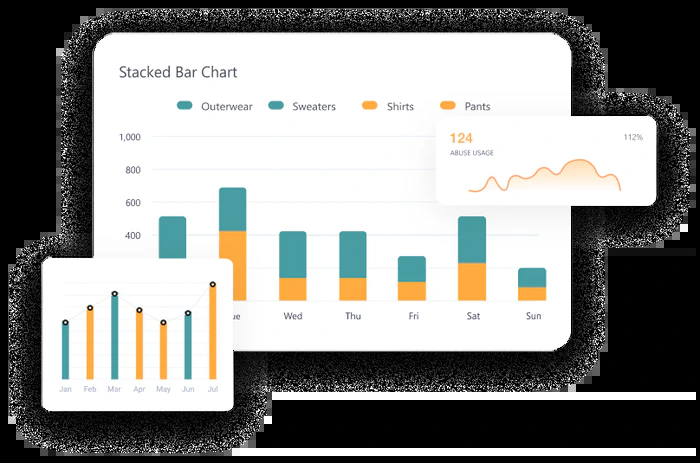 Stacked Bar Chart
Outerwear Sweaters Shirts Pants
1,000
800
600
400
124
112%
ABUSE USAGE
ue Wed Thu Fri Sat Sun
Jan Feb Mar Apr May Jun Jul